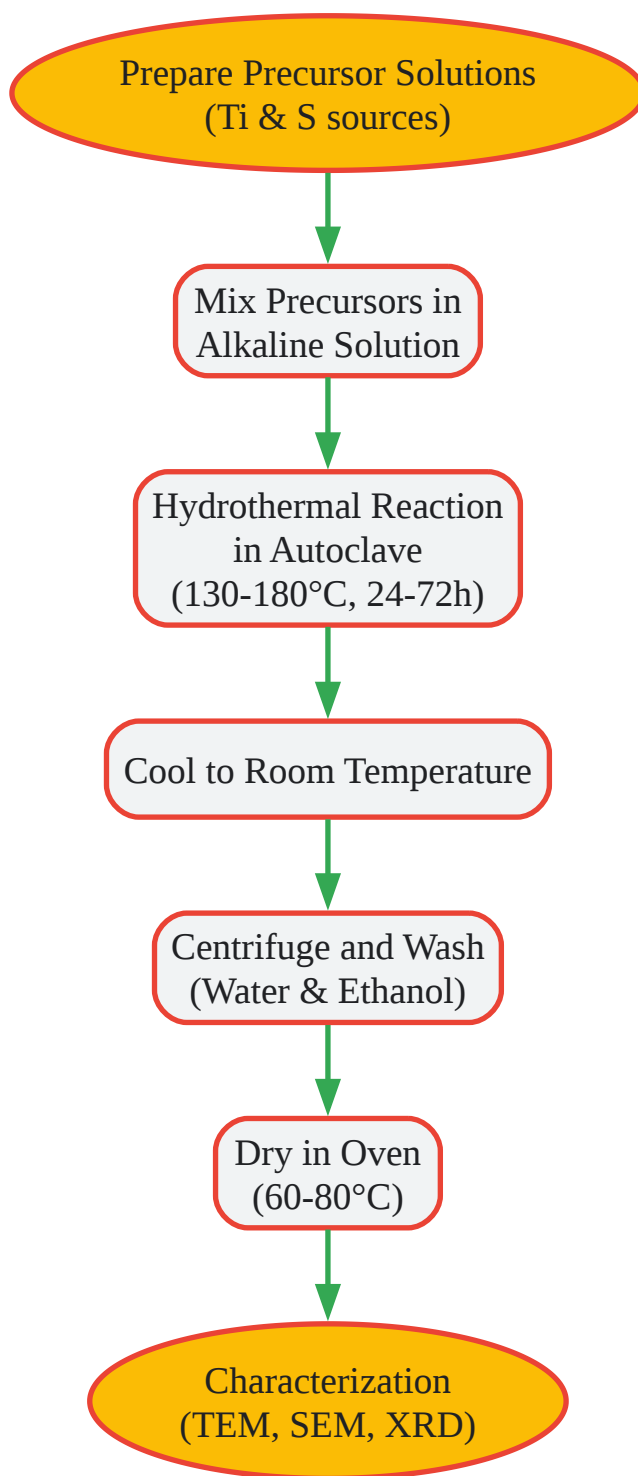 Prepare Precursor Solutions
(Ti & S sources)
Mix Precursors in
Alkaline Solution
Hydrothermal Reaction
in Autoclave
(130-180°C, 24-72h)
Cool to Room Temperature
Centrifuge and Wash
(Water & Ethanol)
Dry in Oven
(60-80°C)
Characterization
(TEM, SEM, XRD)